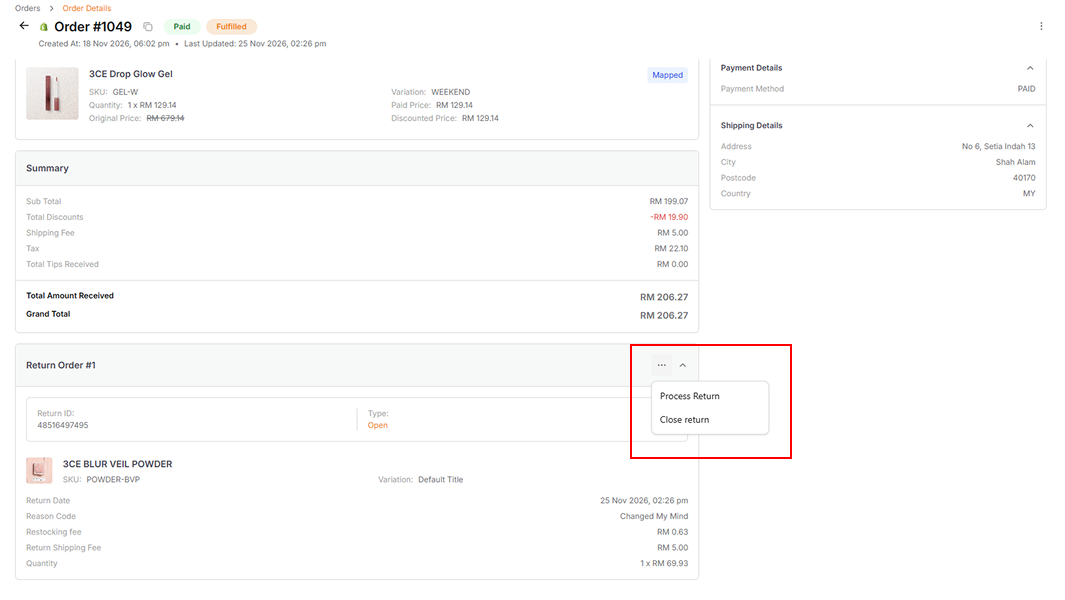 Orders > Order Details
Order #1049 Paid Fulfilled
Created At: 18 Nov 2026, 06:02 pm • Last Updated: 25 Nov 2026, 02:26 pm
3CE Drop Glow Gel Mapped
SKU: GEL-W Variation: WEEKEND
Quantity: 1 x RM 129.14 Paid Price: RM 129.14
Original Price: RM 679.14 Discounted Price: RM 129.14
Summary
Sub Total RM 199.07
Total Discounts -RM 19.90
Shipping Fee RM 5.00
Tax RM 22.10
Total Tips Received RM 0.00
Total Amount Received RM 206.27
Grand Total RM 206.27
Payment Details
Payment Method PAID
Shipping Details
Address No 6, Setia Indah 13
City Shah Alam
Postcode 40170
Country MY
Return Order #1 ...
Process Return
Close return
Return ID: Type:
48516497495 Open
3CE BLUR VEIL POWDER
SKU: POWDER-BVP Variation: Default Title
Return Date 25 Nov 2026, 02:26 pm
Reason Code Changed My Mind
Restocking fee RM 0.63
Return Shipping Fee RM 5.00
Quantity 1 x RM 69.93